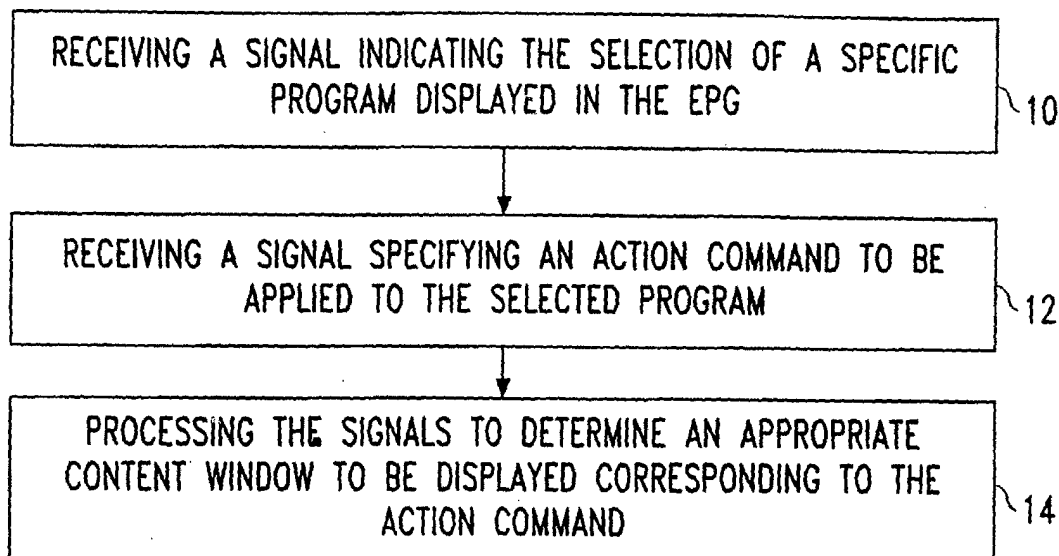 RECEIVING A SIGNAL INDICATING THE SELECTION OF A SPECIFIC
PROGRAM DISPLAYED IN THE EPG
10
RECEIVING A SIGNAL SPECIFYING AN ACTION COMMAND TO BE
APPLIED TO THE SELECTED PROGRAM
12
PROCESSING THE SIGNALS TO DETERMINE AN APPROPRIATE
CONTENT WINDOW TO BE DISPLAYED CORRESPONDING TO THE
ACTION COMMAND
14